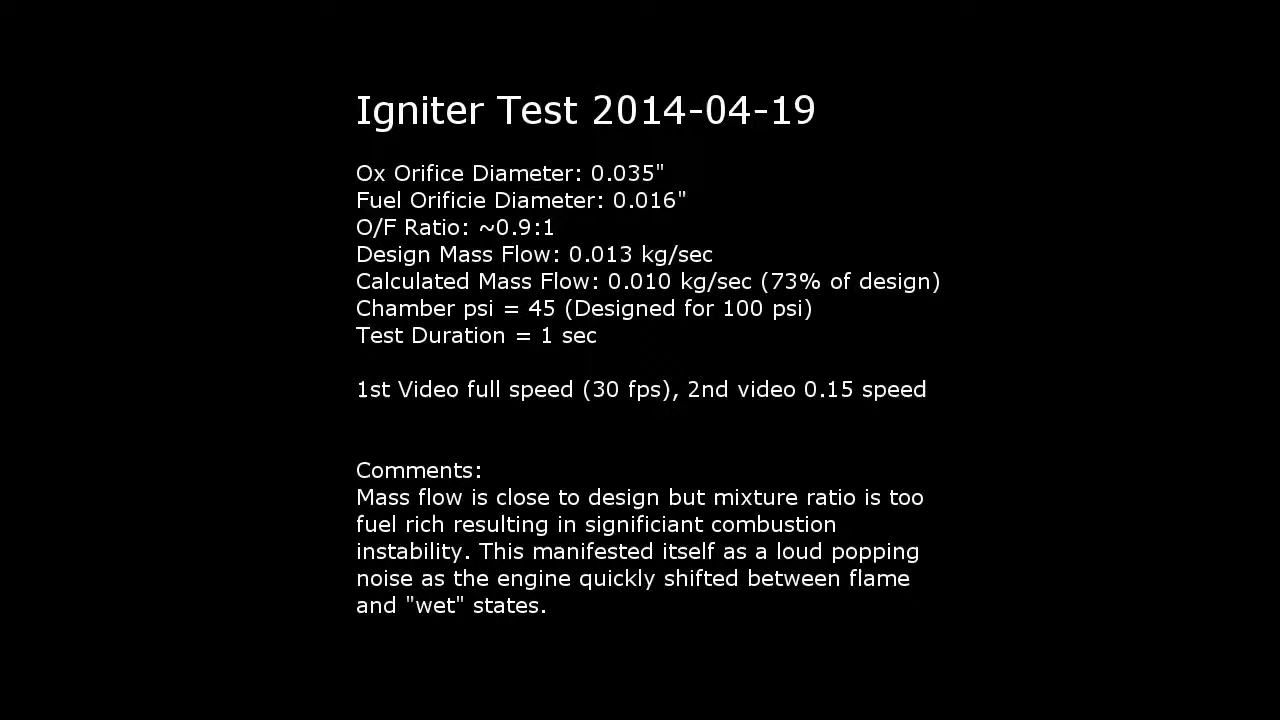 Igniter Test 2014-04-19
Ox Orifice Diameter: 0.035"
Fuel Orificie Diameter: 0.016"
O/F Ratio: ~0.9:1
Design Mass Flow: 0.013 kg/sec
Calculated Mass Flow: 0.010 kg/sec (73% of design)
Chamber psi = 45 (Designed for 100 psi)
Test Duration = 1 sec
1st Video full speed (30 fps), 2nd video 0.15 speed
Comments:
Mass flow is close to design but mixture ratio is too
fuel rich resulting in significiant combustion
instability. This manifested itself as a loud popping
noise as the engine quickly shifted between flame
and "wet" states.